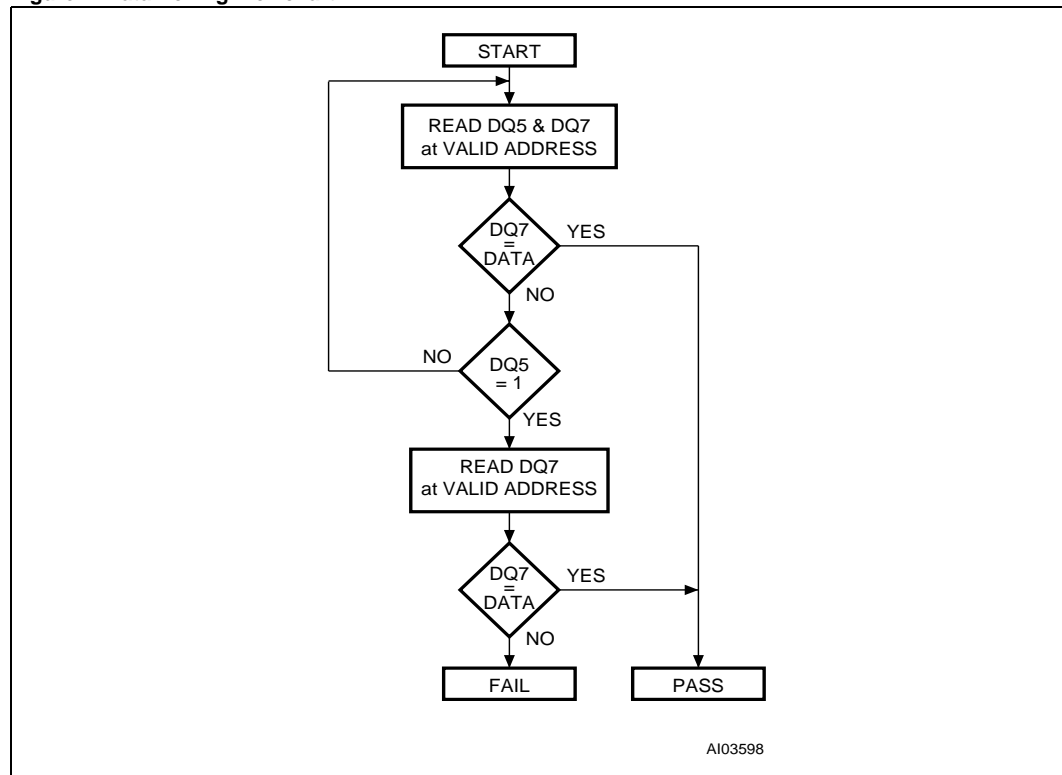 START
READ DQ5 & DQ7
at VALID ADDRESS
DQ7
=
DATA
YES
NO
DQ5
= 1
NO
YES
READ DQ7
at VALID ADDRESS
DQ7
=
DATA
YES
NO
FAIL
PASS
AI03598